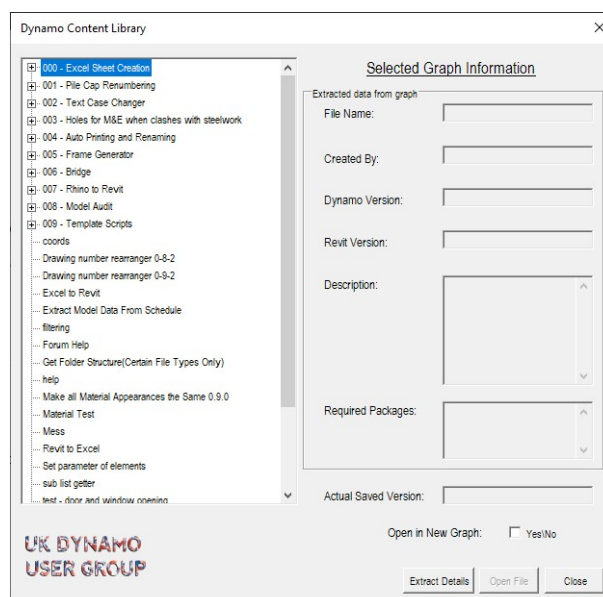 Dynamo Content Library
000 - Excel Sheet Creation
001 - Pile Cap Renumbering
002 - Text Case Changer
003 - Holes for M&E when clashes with steelwork
004 - Auto Printing and Renaming
005 - Frame Generator
006 - Bridge
007 - Rhino to Revit
008 - Model Audit
009 - Template Scripts
coords
Drawing number rearranger 0-8-2
Drawing number rearranger 0-9-2
Excel to Revit
Extract Model Data From Schedule
filtering
Forum Help
Get Folder Structure(Certain File Types Only)
help
Make all Material Appearances the Same 0.9.0
Material Test
Mess
Revit to Excel
Set parameter of elements
sub list getter
test - door and window opening
UK DYNAMO
USER GROUP
Selected Graph Information
Extracted data from graph
File Name:
Created By:
Dynamo Version:
Revit Version:
Description:
Required Packages:
Actual Saved Version:
Open in New Graph:
Yes\No
Extract Details
Open File
Close